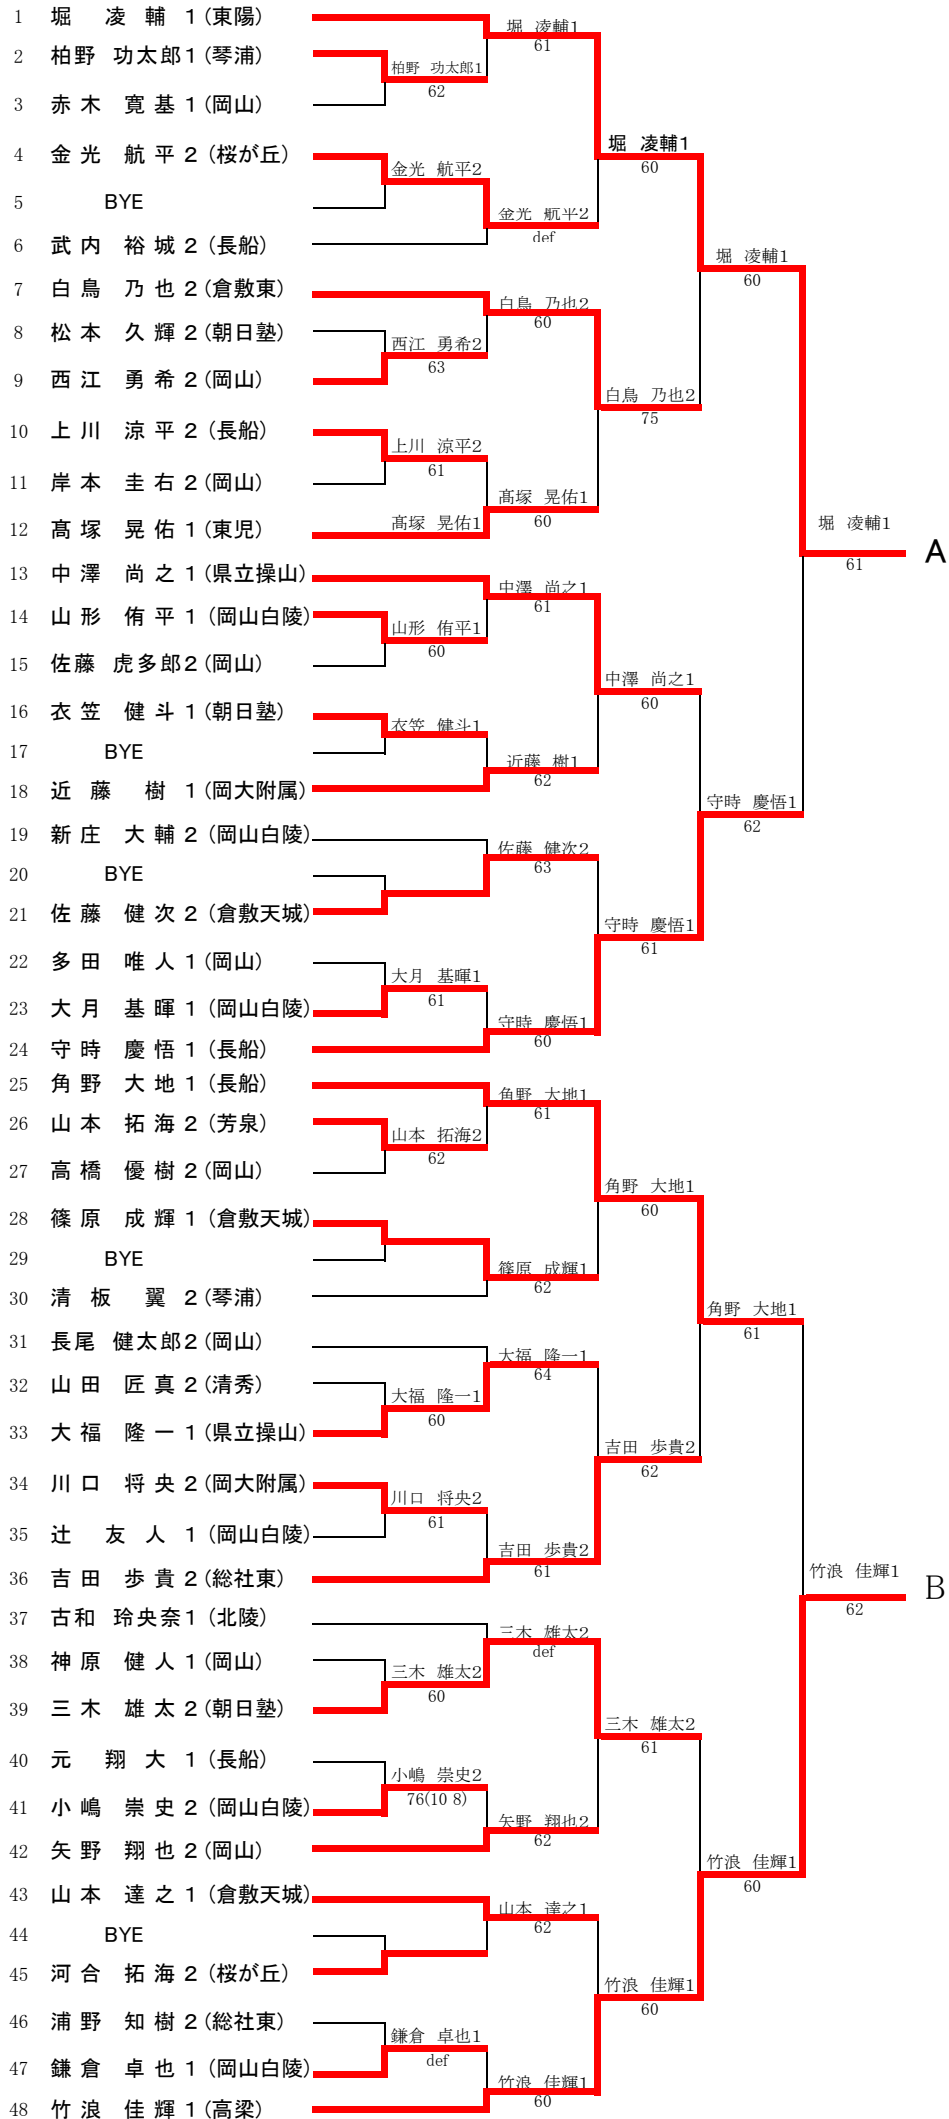 1 堀 凌輔 1 (東陽)
堀 凌輔1
61
2 柏野 功太郎 1 (琴浦)
柏野 功太郎1
62
3 赤木 寛基 1 (岡山)
堀 凌輔1
60
4 金光 航平 2 (桜が丘)
金光 航平2
5 BYE
金光 航平2
def
6 武内 裕城 2 (長船)
堀 凌輔1
60
7 白鳥 乃也 2 (倉敷東)
白鳥 乃也2
60
8 松本 久輝 2 (朝日塾)
西江 勇希2
63
9 西江 勇希 2 (岡山)
白鳥 乃也2
75
10 上川 涼平 2 (長船)
上川 涼平2
61
11 岸本 圭右 2 (岡山)
髙塚 晃佑1
60
12 髙塚 晃佑 1 (東児)
髙塚 晃佑1
堀 凌輔1
61
A
13 中澤 尚之 1 (県立操山)
中澤 尚之1
61
14 山形 侑平 1 (岡山白陵)
山形 侑平1
60
15 佐藤 虎多郎 2 (岡山)
中澤 尚之1
60
16 衣笠 健斗 1 (朝日塾)
衣笠 健斗1
17 BYE
近藤 樹1
62
18 近藤 樹 1 (岡大附属)
守時 慶悟1
62
19 新庄 大輔 2 (岡山白陵)
佐藤 健次2
63
20 BYE
21 佐藤 健次 2 (倉敷天城)
守時 慶悟1
61
22 多田 唯人 1 (岡山)
大月 基暉1
61
23 大月 基暉 1 (岡山白陵)
守時 慶悟1
60
24 守時 慶悟 1 (長船)
25 角野 大地 1 (長船)
角野 大地1
61
26 山本 拓海 2 (芳泉)
山本 拓海2
62
27 高橋 優樹 2 (岡山)
角野 大地1
60
28 篠原 成輝 1 (倉敷天城)
29 BYE
篠原 成輝1
62
30 清板 翼 2 (琴浦)
角野 大地1
61
31 長尾 健太郎 2 (岡山)
大福 隆一1
64
32 山田 匠真 2 (清秀)
大福 隆一1
60
33 大福 隆一 1 (県立操山)
吉田 歩貴2
62
34 川口 将央 2 (岡大附属)
川口 将央2
61
35 辻 友人 1 (岡山白陵)
吉田 歩貴2
61
36 吉田 歩貴 2 (総社東)
竹浪 佳輝1
62
B
37 古和 玲央奈 1 (北陵)
三木 雄太2
def
38 神原 健人 1 (岡山)
三木 雄太2
60
39 三木 雄太 2 (朝日塾)
三木 雄太2
61
40 元 翔大 1 (長船)
小嶋 崇史2
76(10 8)
41 小嶋 崇史 2 (岡山白陵)
矢野 翔也2
62
42 矢野 翔也 2 (岡山)
竹浪 佳輝1
60
43 山本 達之 1 (倉敷天城)
山本 達之1
62
44 BYE
45 河合 拓海 2 (桜が丘)
竹浪 佳輝1
60
46 浦野 知樹 2 (総社東)
鎌倉 卓也1
def
47 鎌倉 卓也 1 (岡山白陵)
竹浪 佳輝1
60
48 竹浪 佳輝 1 (高梁)